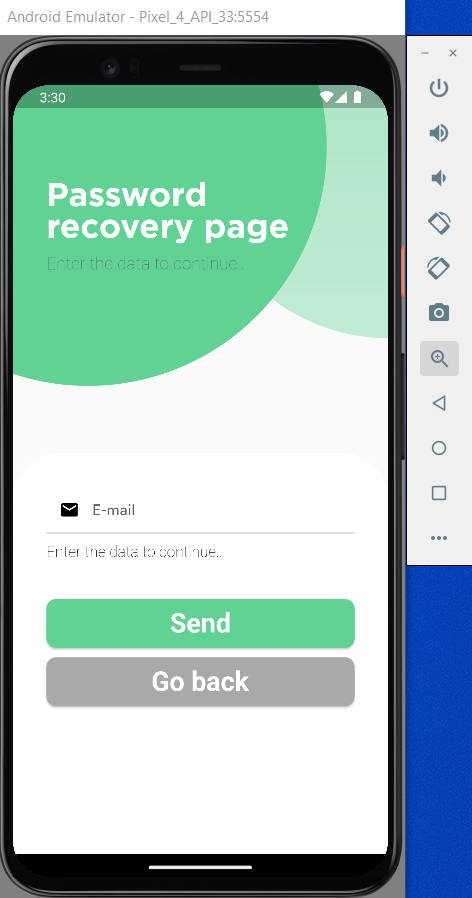 Android Emulator - Pixel_4_API_33:5554
3:30
Password
recovery page
Enter the data to continue..
E-mail
Enter the data to continue..
Send
Go back